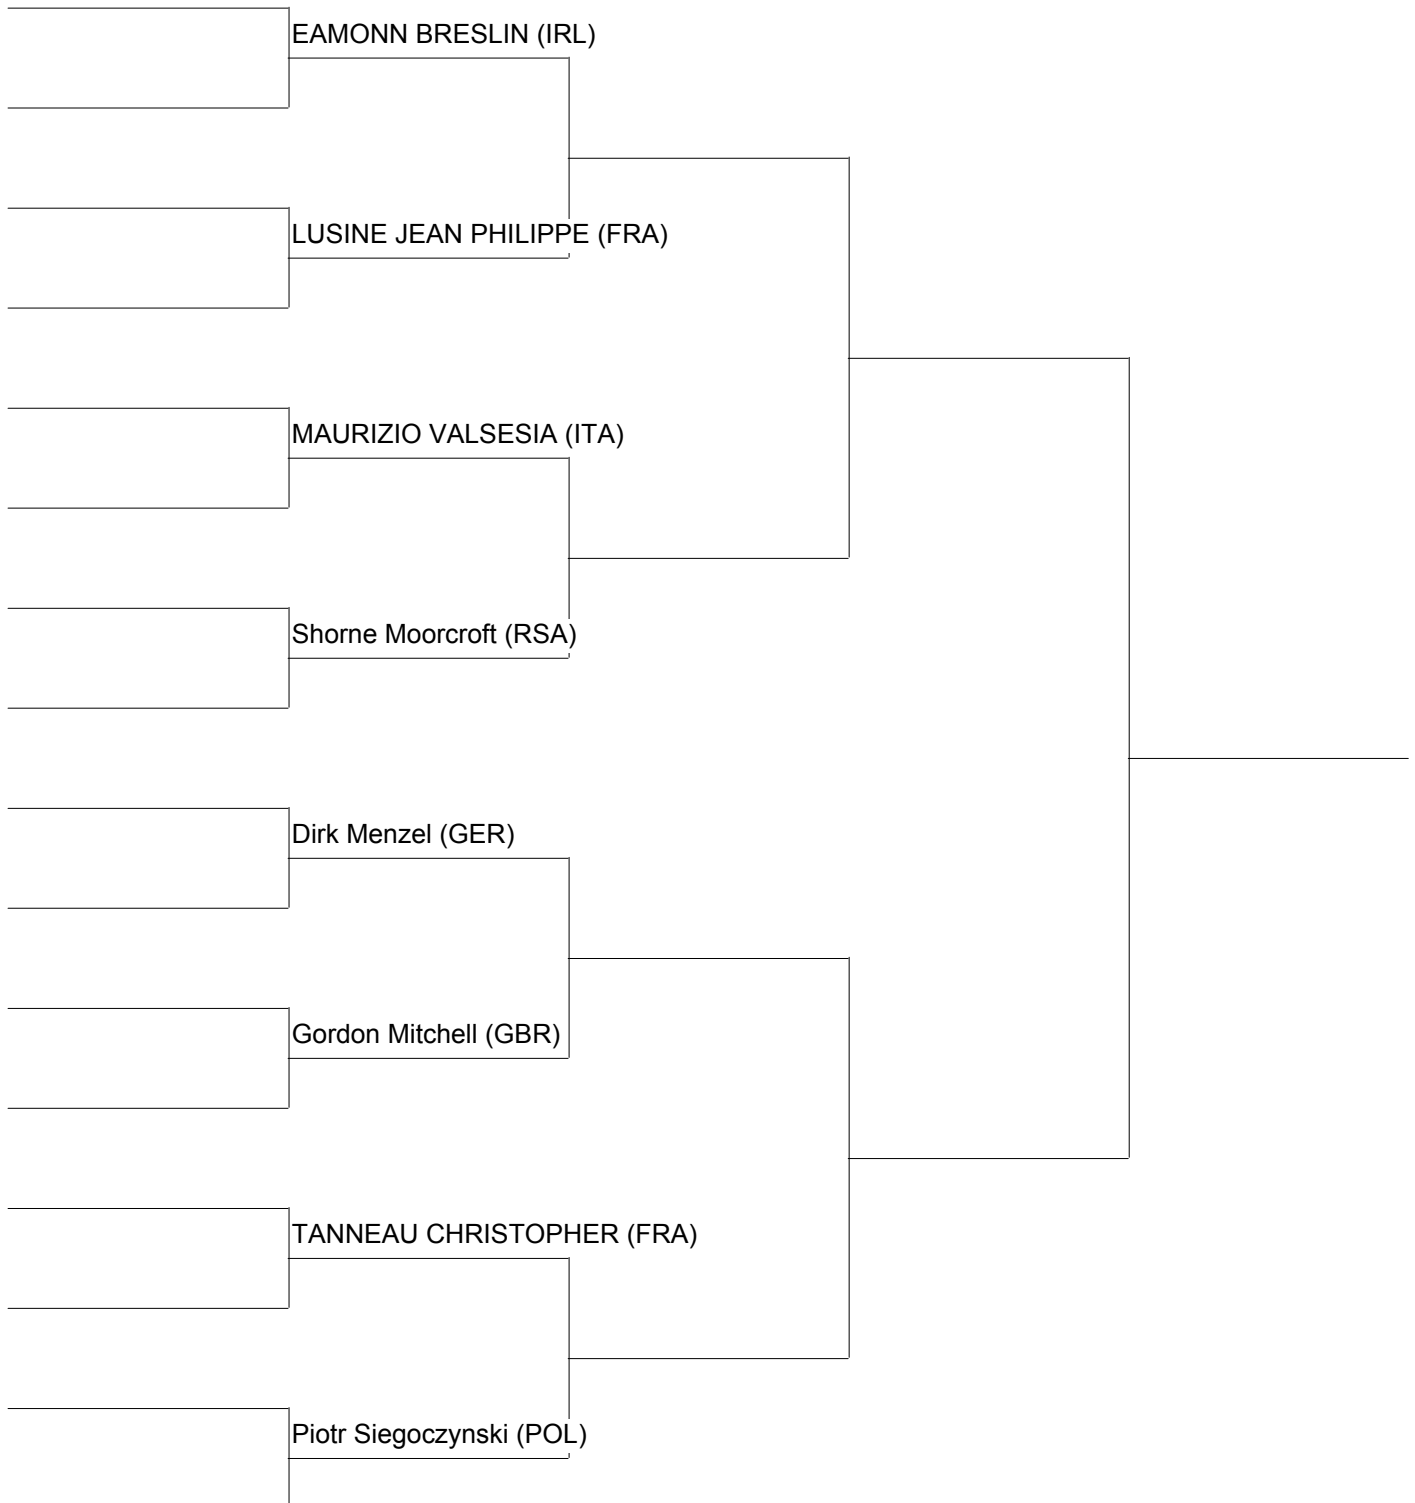 EAMONN BRESLIN (IRL)
LUSINE JEAN PHILIPPE (FRA)
MAURIZIO VALSESIA (ITA)
Shorne Moorcroft (RSA)
Dirk Menzel (GER)
Gordon Mitchell (GBR)
TANNEAU CHRISTOPHER (FRA)
Piotr Siegoczynski (POL)